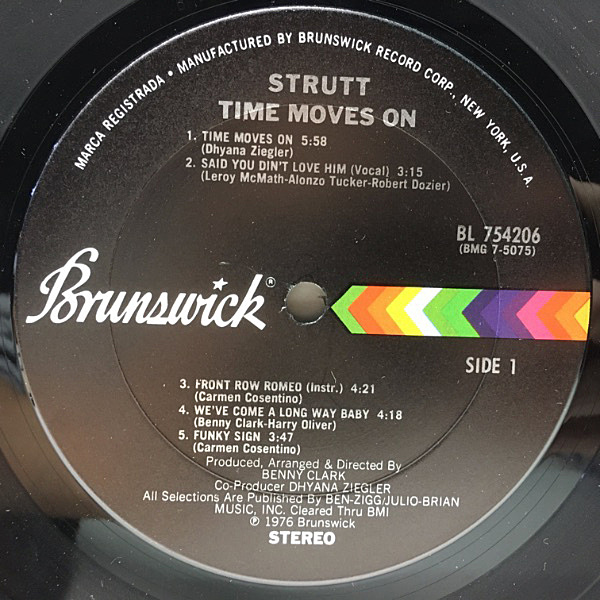 MARCA REGISTRADA • MANUFACTURED BY BRUNSWICK RECORD CORP., NEW YORK, U.S.A.
STRUTT
TIME MOVES ON
1. TIME MOVES ON 5:58
(Dhyana Ziegler)
2. SAID YOU DIN'T LOVE HIM (Vocal) 3:15
(Leroy McMath-Alonzo Tucker-Robert Dozier)
BL 754206
(BMG 7-5075)
Brunswick®
SIDE 1
3. FRONT ROW ROMEO (Instr.) 4:21
(Carmen Cosentino)
4. WE'VE COME A LONG WAY BABY 4:18
(Benny Clark-Harry Oliver)
5. FUNKY SIGN 3:47
(Carmen Cosentino)
Produced, Arranged & Directed By
BENNY CLARK
Co-Producer DHYANA ZIEGLER
All Selections Are Published By BEN-ZIGG/JULIO-BRIAN
MUSIC, INC. Cleared Thru BMI
℗ 1976 Brunswick
STEREO